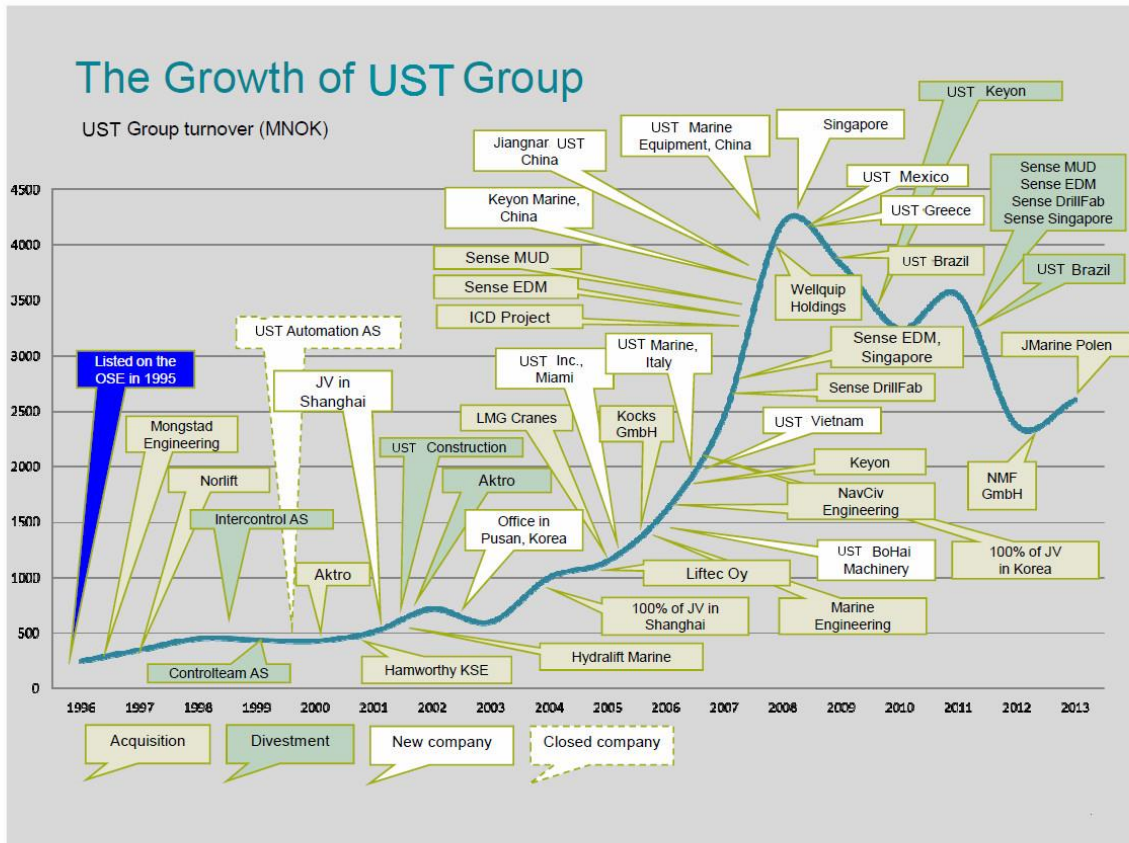 The Growth of UST Group
UST Group turnover (MNOK)
4500
4000
3500
3000
2500
2000
1500
1000
500
0
1996 1997 1998 1999 2000 2001 2002 2003 2004 2005 2006 2007 2008 2009 2010 2011 2012 2013
Listed on the
OSE in 1995
Mongstad
Engineering
Norlift
Intercontrol AS
Controlteam AS
UST Automation AS
Aktro
JV in
Shanghai
Hamworthy KSE
UST Construction
Aktro
Hydralift Marine
Office in
Pusan, Korea
100% of JV in
Shanghai
LMG Cranes
UST Inc.,
Miami
Liftec Oy
Kocks
GmbH
Marine
Engineering
UST BoHai
Machinery
UST Marine,
Italy
NavCiv
Engineering
100% of JV
in Korea
Keyon
UST Vietnam
Sense DrillFab
Sense EDM,
Singapore
ICD Project
Sense EDM
Sense MUD
Keyon Marine,
China
Jiangnar UST
China
UST Marine
Equipment, China
Wellquip
Holdings
Singapore
UST Mexico
UST Greece
UST Brazil
UST Keyon
Sense MUD
Sense EDM
Sense DrillFab
Sense Singapore
UST Brazil
NMF
GmbH
JMarine Polen
Acquisition
Divestment
New company
Closed company